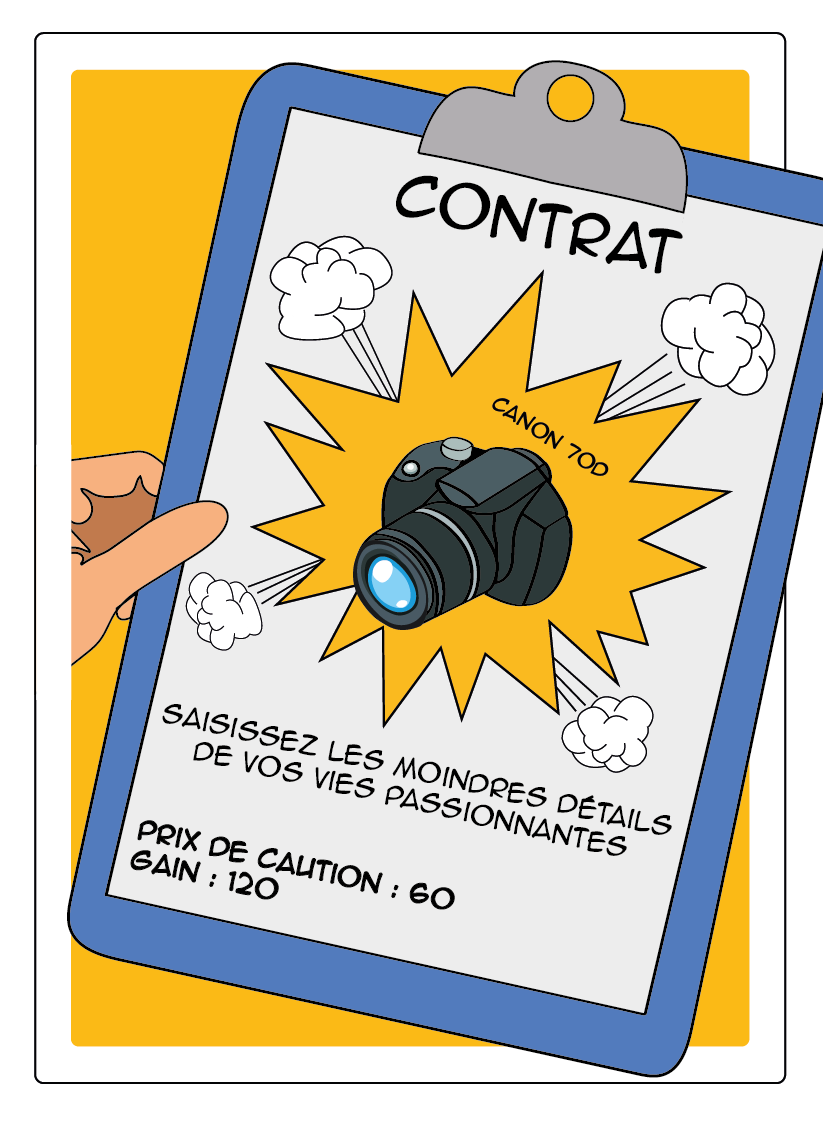 CONTRAT
CANON 70D
SAISISSEZ LES MOINDRES DÉTAILS
DE VOS VIES PASSIONNANTES
PRIX DE CAUTION : 60
GAIN : 120